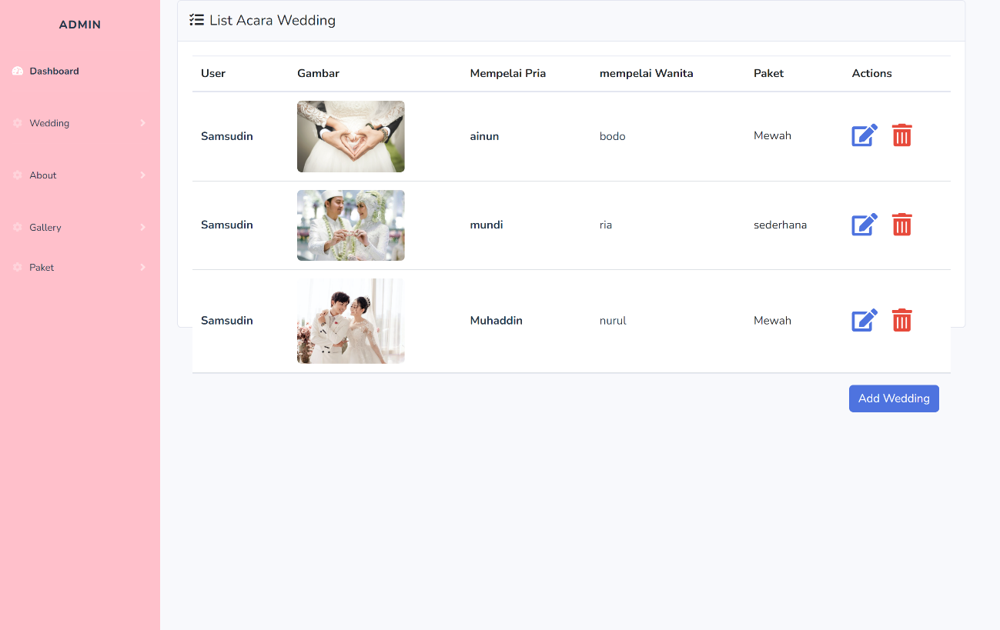 ADMIN
Dashboard
Wedding
About
Gallery
Paket
List Acara Wedding
User Gambar Mempelai Pria mempelai Wanita Paket Actions
Samsudin ainun bodo Mewah
Samsudin mundi ria sederhana
Samsudin Muhaddin nurul Mewah
Add Wedding